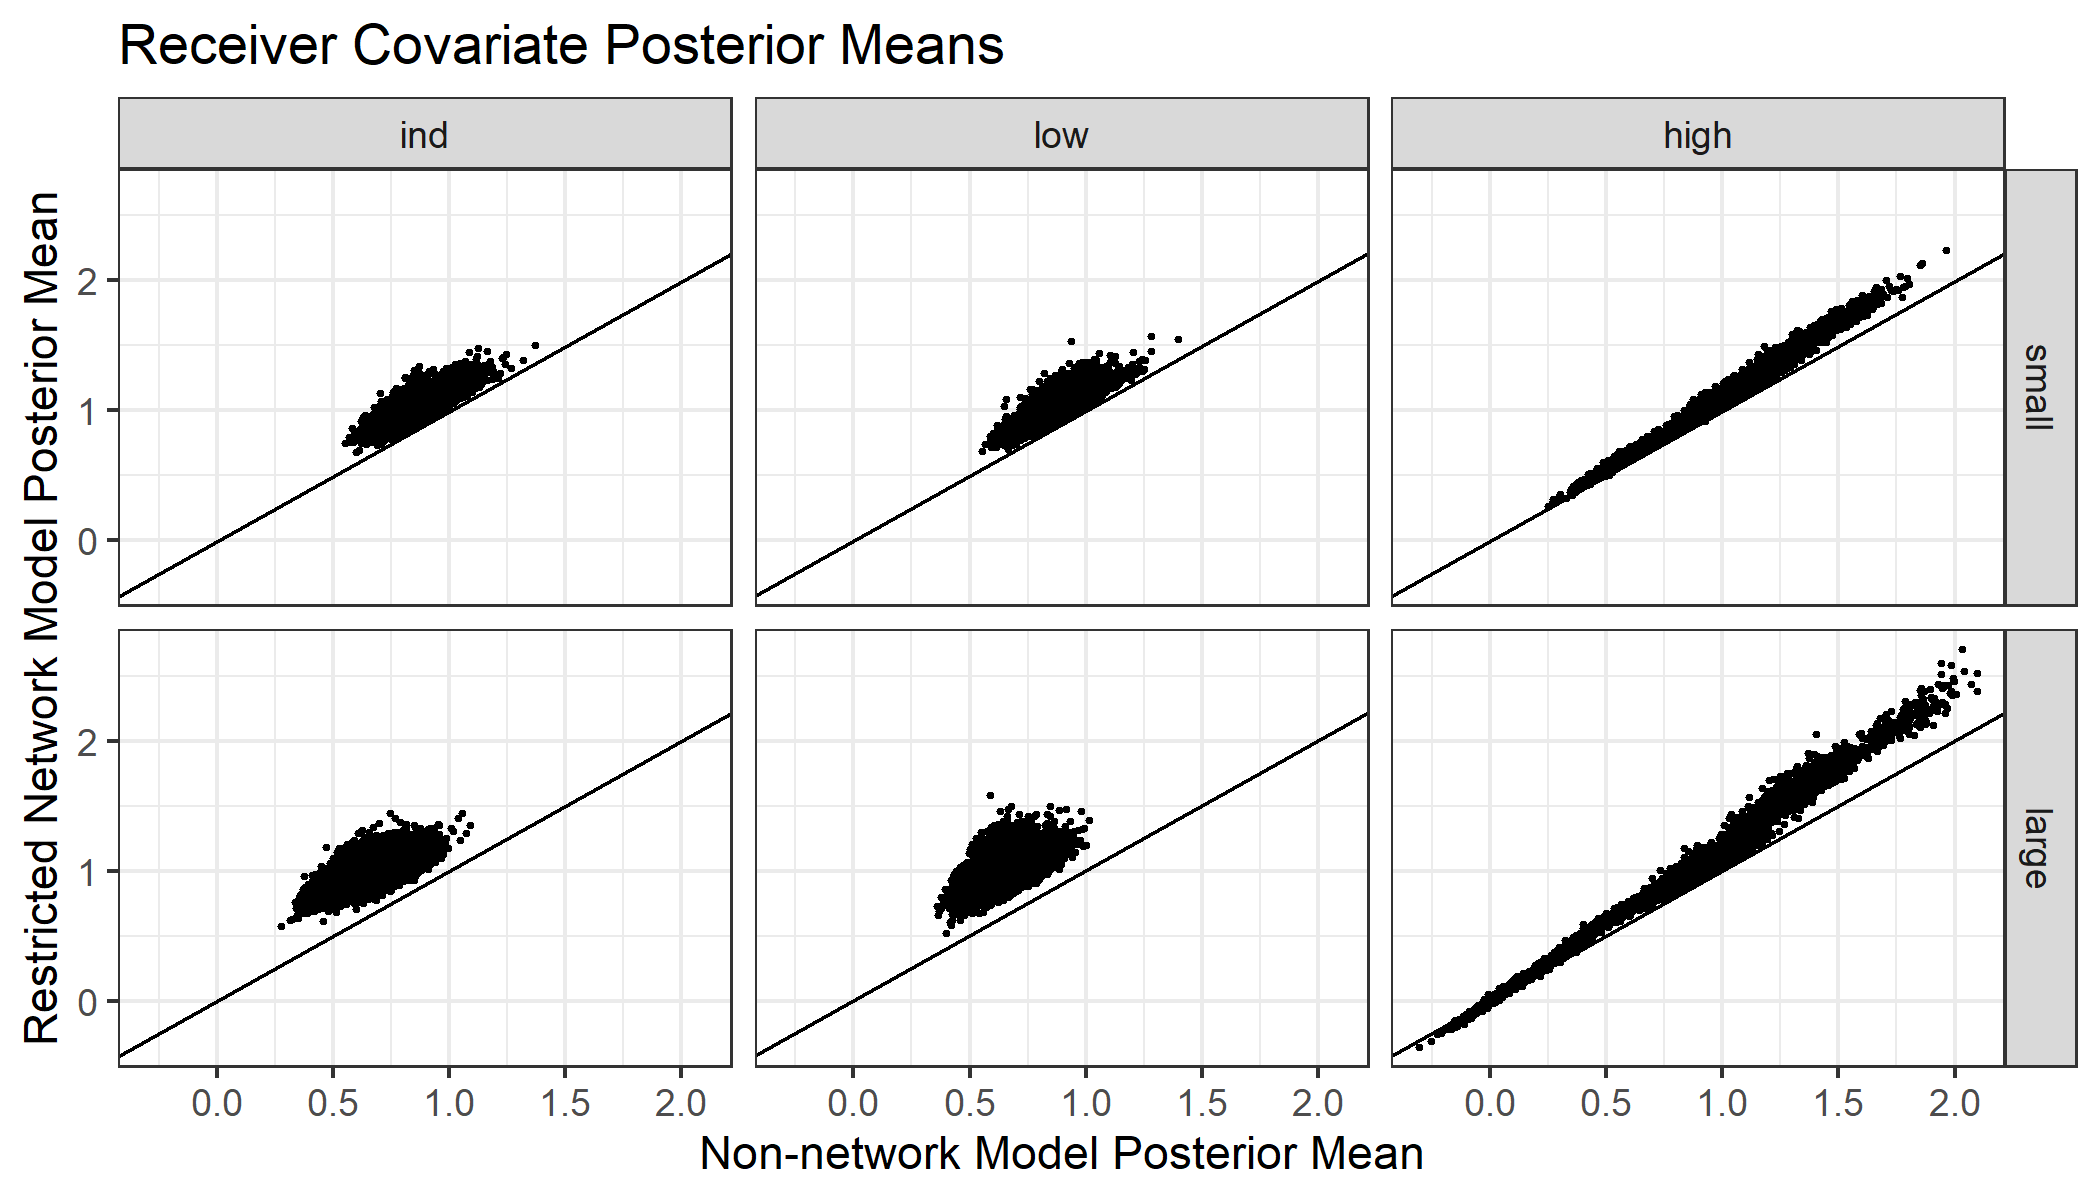 Receiver Covariate Posterior Means
ind
low
high
Restricted Network Model Posterior Mean
2
1
0
small
2
1
0
large
0.0 0.5 1.0 1.5 2.0
0.0 0.5 1.0 1.5 2.0
0.0 0.5 1.0 1.5 2.0
Non-network Model Posterior Mean